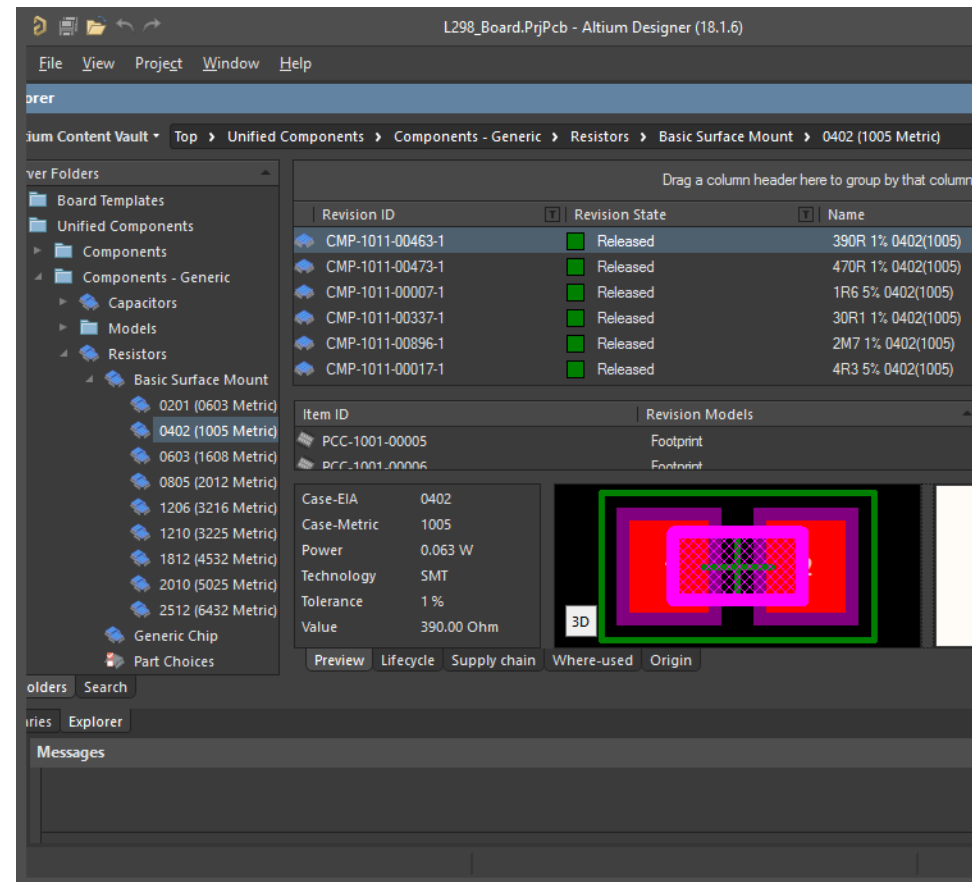 L298_Board.PrjPcb - Altium Designer (18.1.6)
File View Project Window Help
orer
tium Content Vault Top › Unified Components › Components - Generic › Resistors › Basic Surface Mount › 0402 (1005 Metric)
ver Folders
Drag a column header here to group by that column
Board Templates
Unified Components
Components
Components - Generic
Capacitors
Models
Resistors
Basic Surface Mount
0201 (0603 Metric)
0402 (1005 Metric)
0603 (1608 Metric)
0805 (2012 Metric)
1206 (3216 Metric)
1210 (3225 Metric)
1812 (4532 Metric)
2010 (5025 Metric)
2512 (6432 Metric)
Generic Chip
Part Choices
Revision ID Revision State Name
CMP-1011-00463-1 Released 390R 1% 0402(1005)
CMP-1011-00473-1 Released 470R 1% 0402(1005)
CMP-1011-00007-1 Released 1R6 5% 0402(1005)
CMP-1011-00337-1 Released 30R1 1% 0402(1005)
CMP-1011-00896-1 Released 2M7 1% 0402(1005)
CMP-1011-00017-1 Released 4R3 5% 0402(1005)
Item ID Revision Models
PCC-1001-00005 Footprint
PCC-1001-00006 Footprint
Case-EIA 0402
Case-Metric 1005
Power 0.063 W
Technology SMT
Tolerance 1 %
Value 390.00 Ohm
2
3D
Preview Lifecycle Supply chain Where-used Origin
olders Search
ries Explorer
Messages